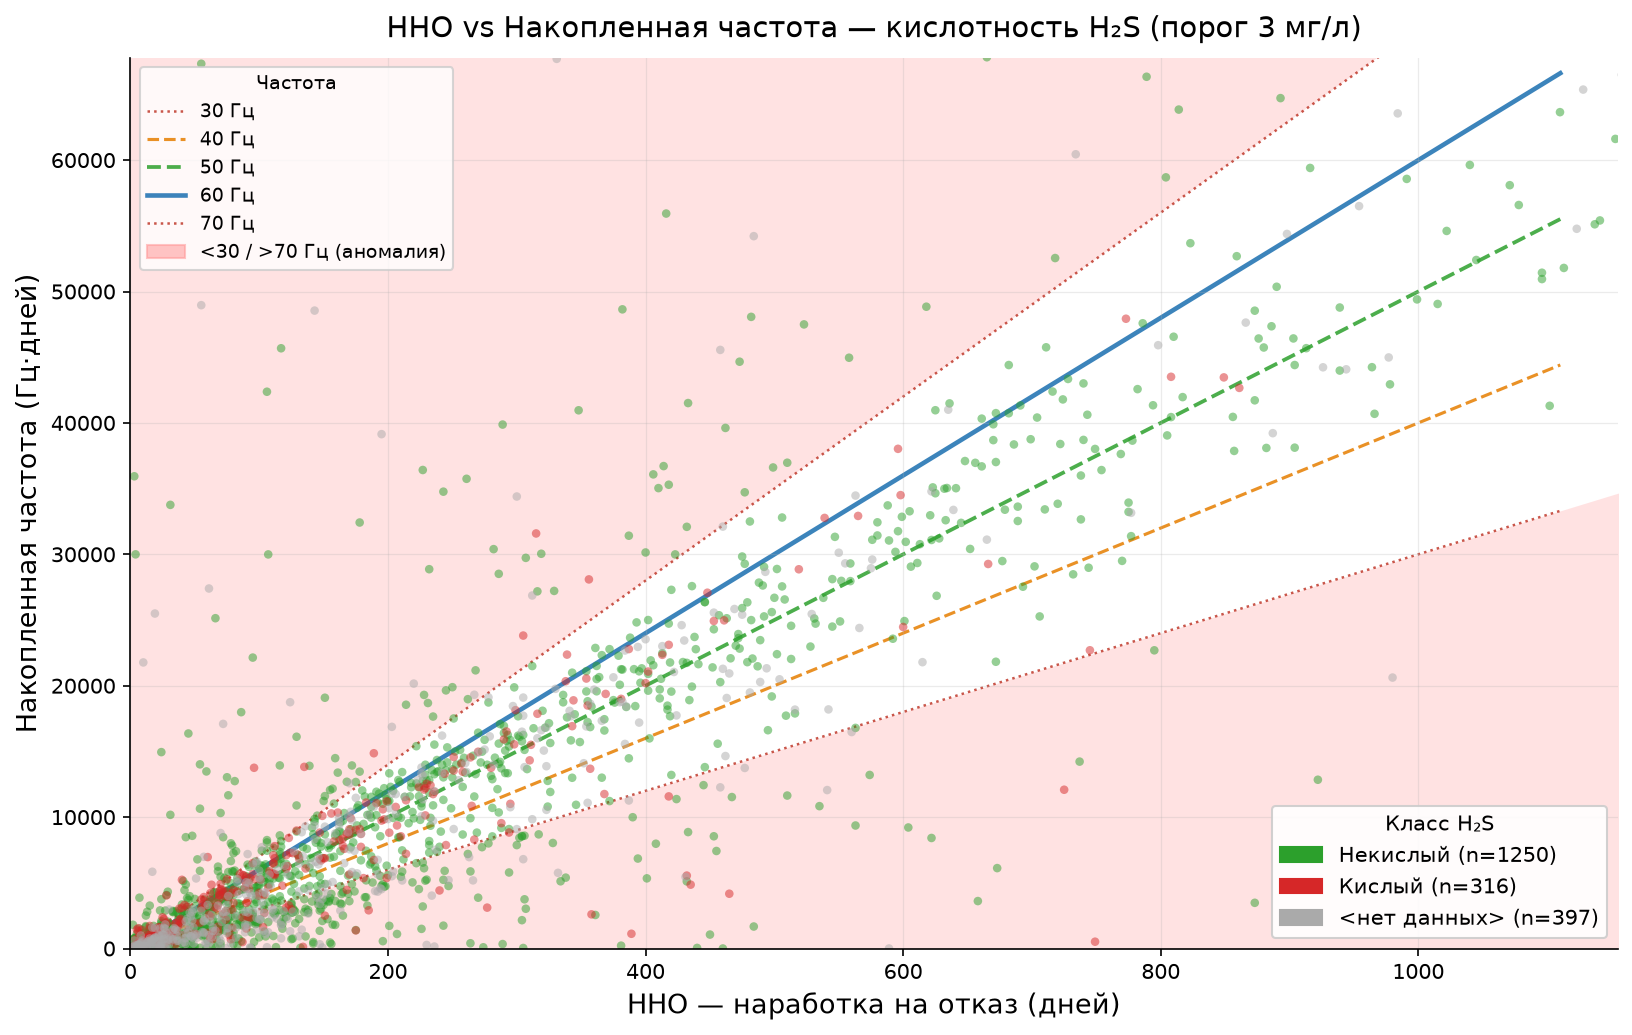 ННО vs Накопленная частота — кислотность H₂S (порог 3 мг/л)
Частота
30 Гц
40 Гц
50 Гц
60 Гц
70 Гц
<30 / >70 Гц (аномалия)
Накопленная частота (Гц·дней)
60000
50000
40000
30000
20000
10000
0
Класс H₂S
Некислый (n=1250)
Кислый (n=316)
<нет данных> (n=397)
0 200 400 600 800 1000
ННО — наработка на отказ (дней)